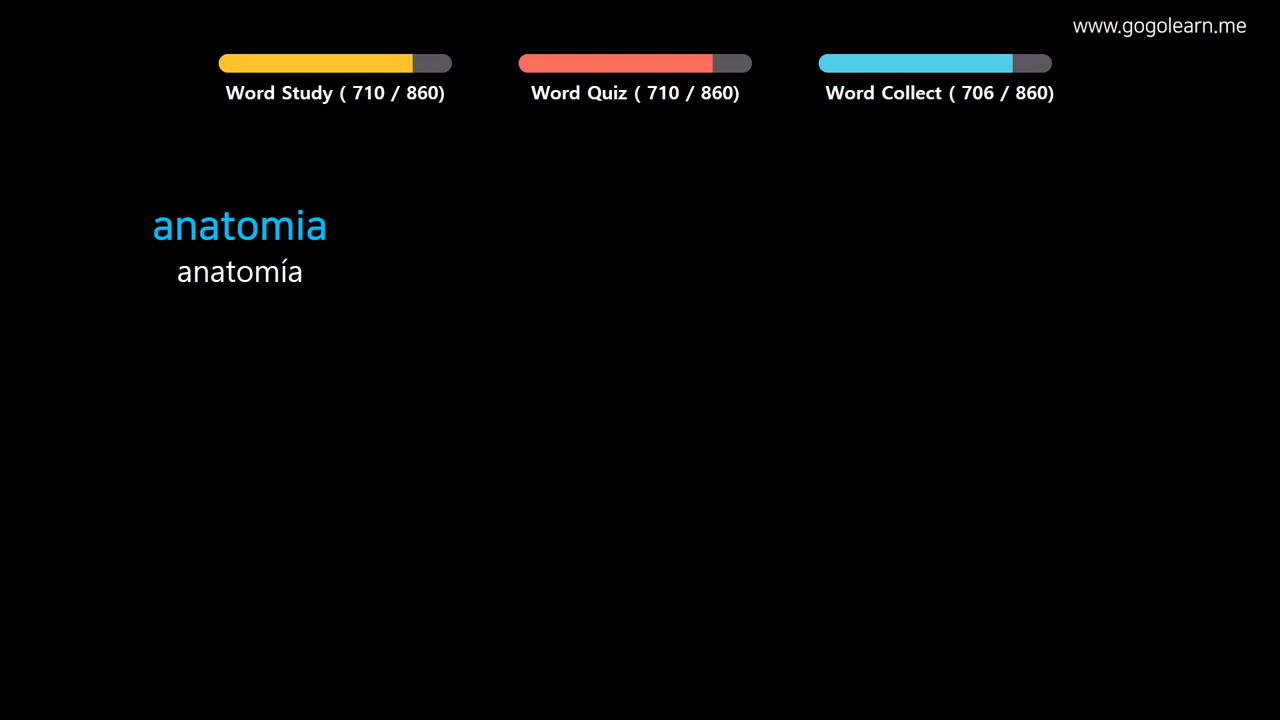 www.gogolearn.me
Word Study ( 710 / 860)
Word Quiz ( 710 / 860)
Word Collect ( 706 / 860)
anatomia
anatomía